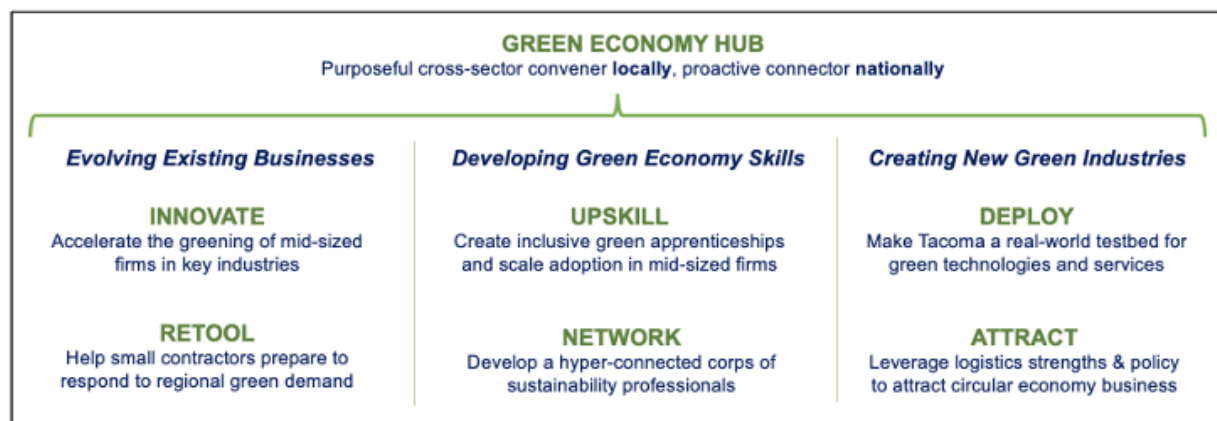 GREEN ECONOMY HUB
Purposeful cross-sector convener locally, proactive connector nationally
Evolving Existing Businesses
INNOVATE
Accelerate the greening of mid-sized
firms in key industries
RETOOL
Help small contractors prepare to
respond to regional green demand
Developing Green Economy Skills
UPSKILL
Create inclusive green apprenticeships
and scale adoption in mid-sized firms
NETWORK
Develop a hyper-connected corps of
sustainability professionals
Creating New Green Industries
DEPLOY
Make Tacoma a real-world testbed for
green technologies and services
ATTRACT
Leverage logistics strengths & policy
to attract circular economy business